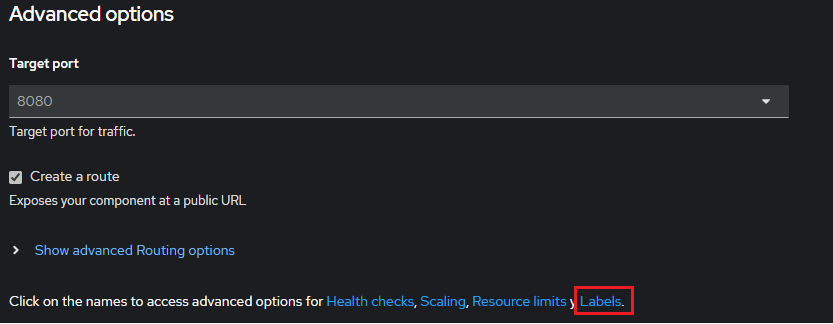 Advanced options
Target port
8080
Target port for traffic.
Create a route
Exposes your component at a public URL
Show advanced Routing options
Click on the names to access advanced options for Health checks, Scaling, Resource limits y Labels.